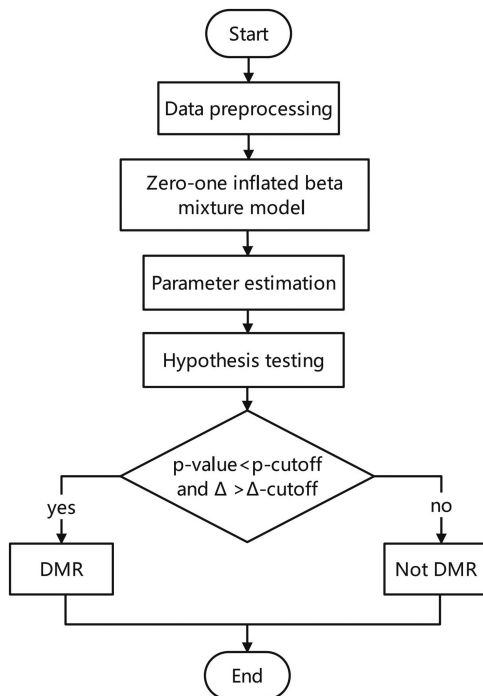 Start
Data preprocessing
Zero-one inflated beta
mixture model
Parameter estimation
Hypothesis testing
p-value<p-cutoff
and Δ >Δ-cutoff
yes
no
DMR
Not DMR
End